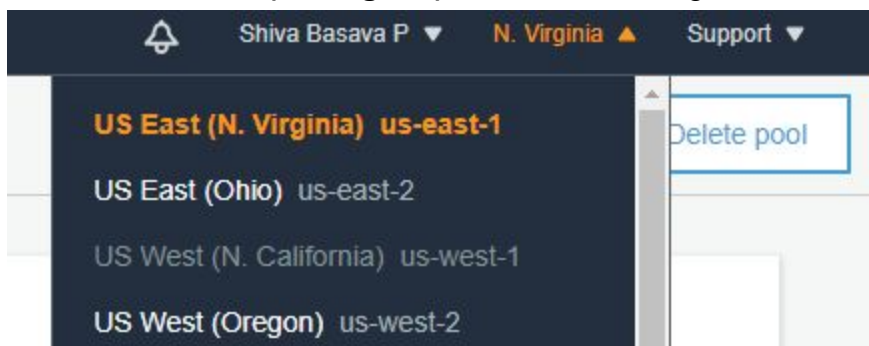 Shiva Basava P ▼ N. Virginia ▲ Support ▼
US East (N. Virginia) us-east-1
Delete pool
US East (Ohio) us-east-2
US West (N. California) us-west-1
US West (Oregon) us-west-2